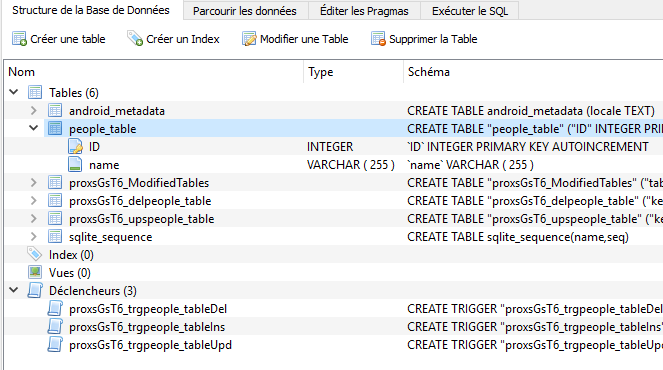 Structure de la Base de Données Parcourir les données Éditer les Pragmas Exécuter le SQL
Créer une table Créer un Index Modifier une Table Supprimer la Table
Nom Type Schéma
Tables (6)
android_metadata CREATE TABLE android_metadata (locale TEXT)
people_table CREATE TABLE "people_table" ("ID" INTEGER PRI
ID INTEGER `ID` INTEGER PRIMARY KEY AUTOINCREMENT
name VARCHAR ( 255 ) `name` VARCHAR ( 255 )
proxsGsT6_ModifiedTables CREATE TABLE "proxsGsT6_ModifiedTables" ("tab
proxsGsT6_delpeople_table CREATE TABLE "proxsGsT6_delpeople_table" ("ke
proxsGsT6_upspeople_table CREATE TABLE "proxsGsT6_upspeople_table" ("ke
sqlite_sequence CREATE TABLE sqlite_sequence(name,seq)
Index (0)
Vues (0)
Déclencheurs (3)
proxsGsT6_trgpeople_tableDel CREATE TRIGGER "proxsGsT6_trgpeople_tableDel
proxsGsT6_trgpeople_tableIns CREATE TRIGGER "proxsGsT6_trgpeople_tableIns"
proxsGsT6_trgpeople_tableUpd CREATE TRIGGER "proxsGsT6_trgpeople_tableUpd